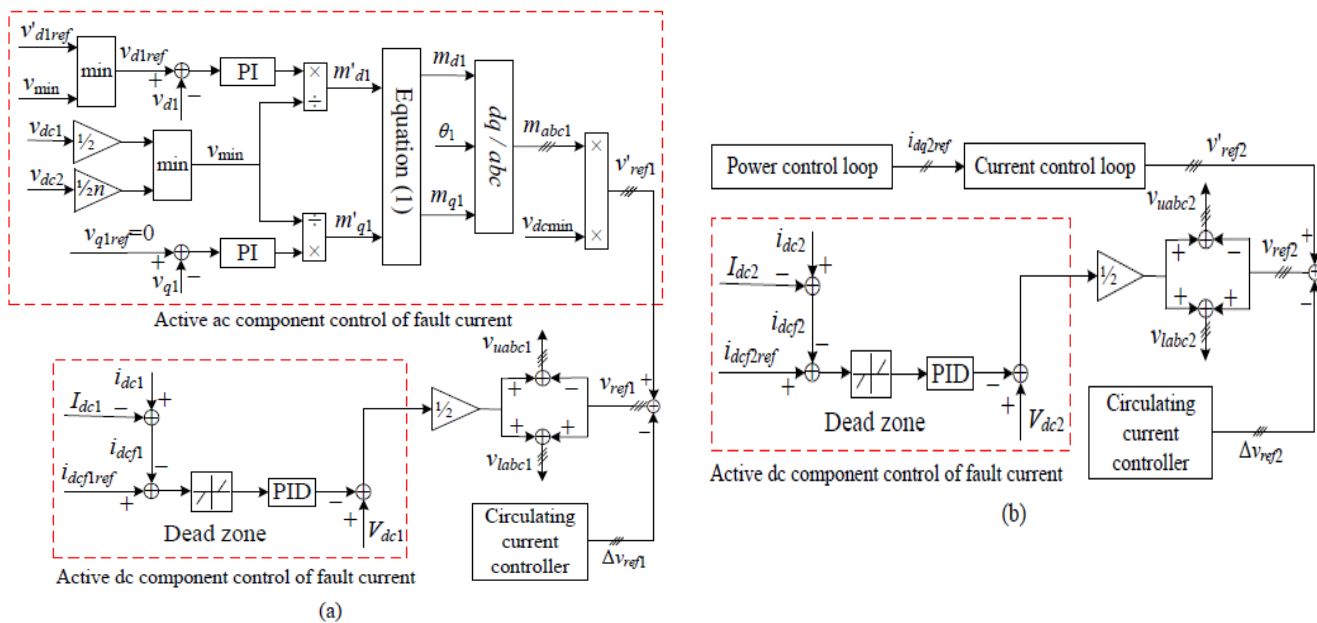 v'd1ref
vmin
min
vd1ref
+
−
vd1
PI
×
÷
m'd1
vdc1
½
vdc2
½n
min
vmin
vq1ref=0
+
−
vq1
PI
÷
×
m'q1
Equation (1)
md1
θ1
mq1
dq / abc
mabc1
vdcmin
×
×
v'ref1
Active ac component control of fault current
idc1
+
Idc1
−
idcf1
−
idcf1ref
+
Dead zone
PID
−
+
Vdc1
Active dc component control of fault current
½
vuabc1
+
−
+
+
vlabc1
vref1
+
−
Circulating
current
controller
Δvref1
(a)
Power control loop
idq2ref
Current control loop
v'ref2
idc2
+
Idc2
−
idcf2
−
idcf2ref
+
Dead zone
PID
−
+
Vdc2
Active dc component control of fault current
½
vuabc2
+
−
+
+
vlabc2
vref2
+
−
Circulating
current
controller
Δvref2
(b)